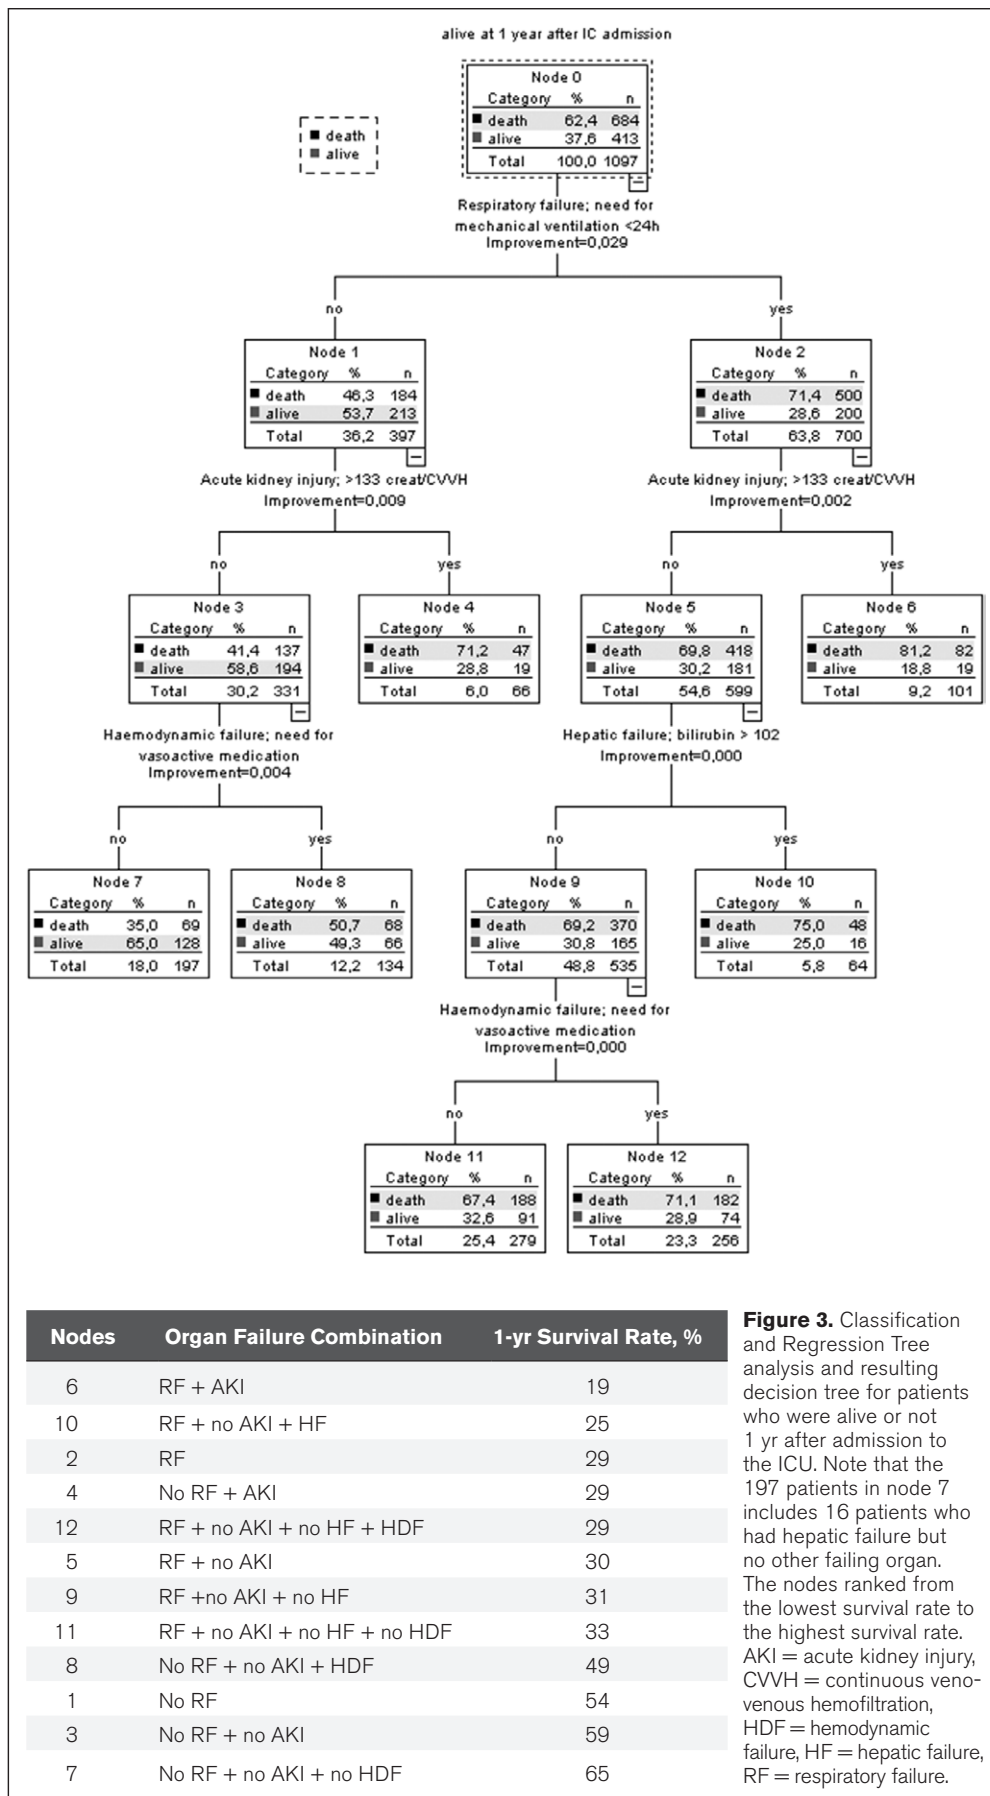 alive at 1 year after IC admission
death
alive
Node 0
Category % n
death 62,4 684
alive 37,6 413
Total 100,0 1097
Respiratory failure; need for
mechanical ventilation <24h
Improvement=0,029
no
yes
Node 1
Category % n
death 46,3 184
alive 53,7 213
Total 36,2 397
Node 2
Category % n
death 71,4 500
alive 28,6 200
Total 63,8 700
Acute kidney injury; >133 creat/CVVH
Improvement=0,009
Acute kidney injury; >133 creat/CVVH
Improvement=0,002
no
yes
no
yes
Node 3
Category % n
death 41,4 137
alive 58,6 194
Total 30,2 331
Node 4
Category % n
death 71,2 47
alive 28,8 19
Total 6,0 66
Node 5
Category % n
death 69,8 418
alive 30,2 181
Total 54,6 599
Node 6
Category % n
death 81,2 82
alive 18,8 19
Total 9,2 101
Haemodynamic failure; need for
vasoactive medication
Improvement=0,004
Hepatic failure; bilirubin > 102
Improvement=0,000
no
yes
no
yes
Node 7
Category % n
death 35,0 69
alive 65,0 128
Total 18,0 197
Node 8
Category % n
death 50,7 68
alive 49,3 66
Total 12,2 134
Node 9
Category % n
death 69,2 370
alive 30,8 165
Total 48,8 535
Node 10
Category % n
death 75,0 48
alive 25,0 16
Total 5,8 64
Haemodynamic failure; need for
vasoactive medication
Improvement=0,000
no
yes
Node 11
Category % n
death 67,4 188
alive 32,6 91
Total 25,4 279
Node 12
Category % n
death 71,1 182
alive 28,9 74
Total 23,3 256
Nodes Organ Failure Combination 1-yr Survival Rate, %
6 RF + AKI 19
10 RF + no AKI + HF 25
2 RF 29
4 No RF + AKI 29
12 RF + no AKI + no HF + HDF 29
5 RF + no AKI 30
9 RF +no AKI + no HF 31
11 RF + no AKI + no HF + no HDF 33
8 No RF + no AKI + HDF 49
1 No RF 54
3 No RF + no AKI 59
7 No RF + no AKI + no HDF 65
Figure 3. Classification
and Regression Tree
analysis and resulting
decision tree for patients
who were alive or not
1 yr after admission to
the ICU. Note that the
197 patients in node 7
includes 16 patients who
had hepatic failure but
no other failing organ.
The nodes ranked from
the lowest survival rate to
the highest survival rate.
AKI = acute kidney injury,
CVVH = continuous veno-
venous hemofiltration,
HDF = hemodynamic
failure, HF = hepatic failure,
RF = respiratory failure.